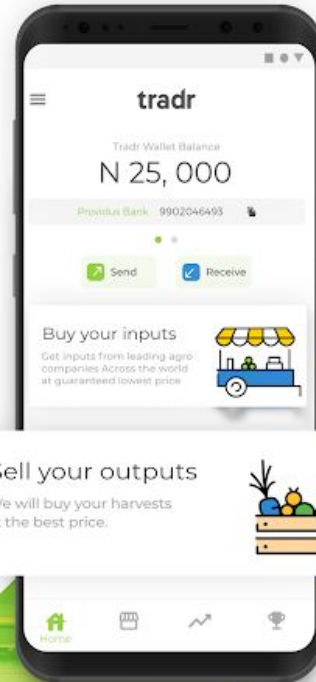 tradr
Tradr Wallet Balance
N 25, 000
Providus Bank 9902046493
Send Receive
Buy your inputs
Get inputs from leading agro
companies Across the world
at guaranteed lowest price
Sell your outputs
We will buy your harvests
the best price.
Home